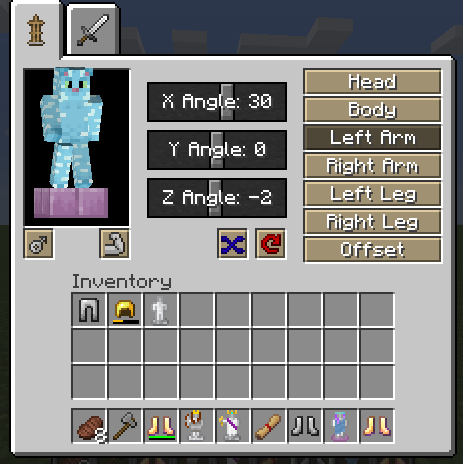 X Angle: 30
Y Angle: 0
Z Angle: -2
Head
Body
Left Arm
Right Arm
Left Leg
Right Leg
Offset
Inventory
8